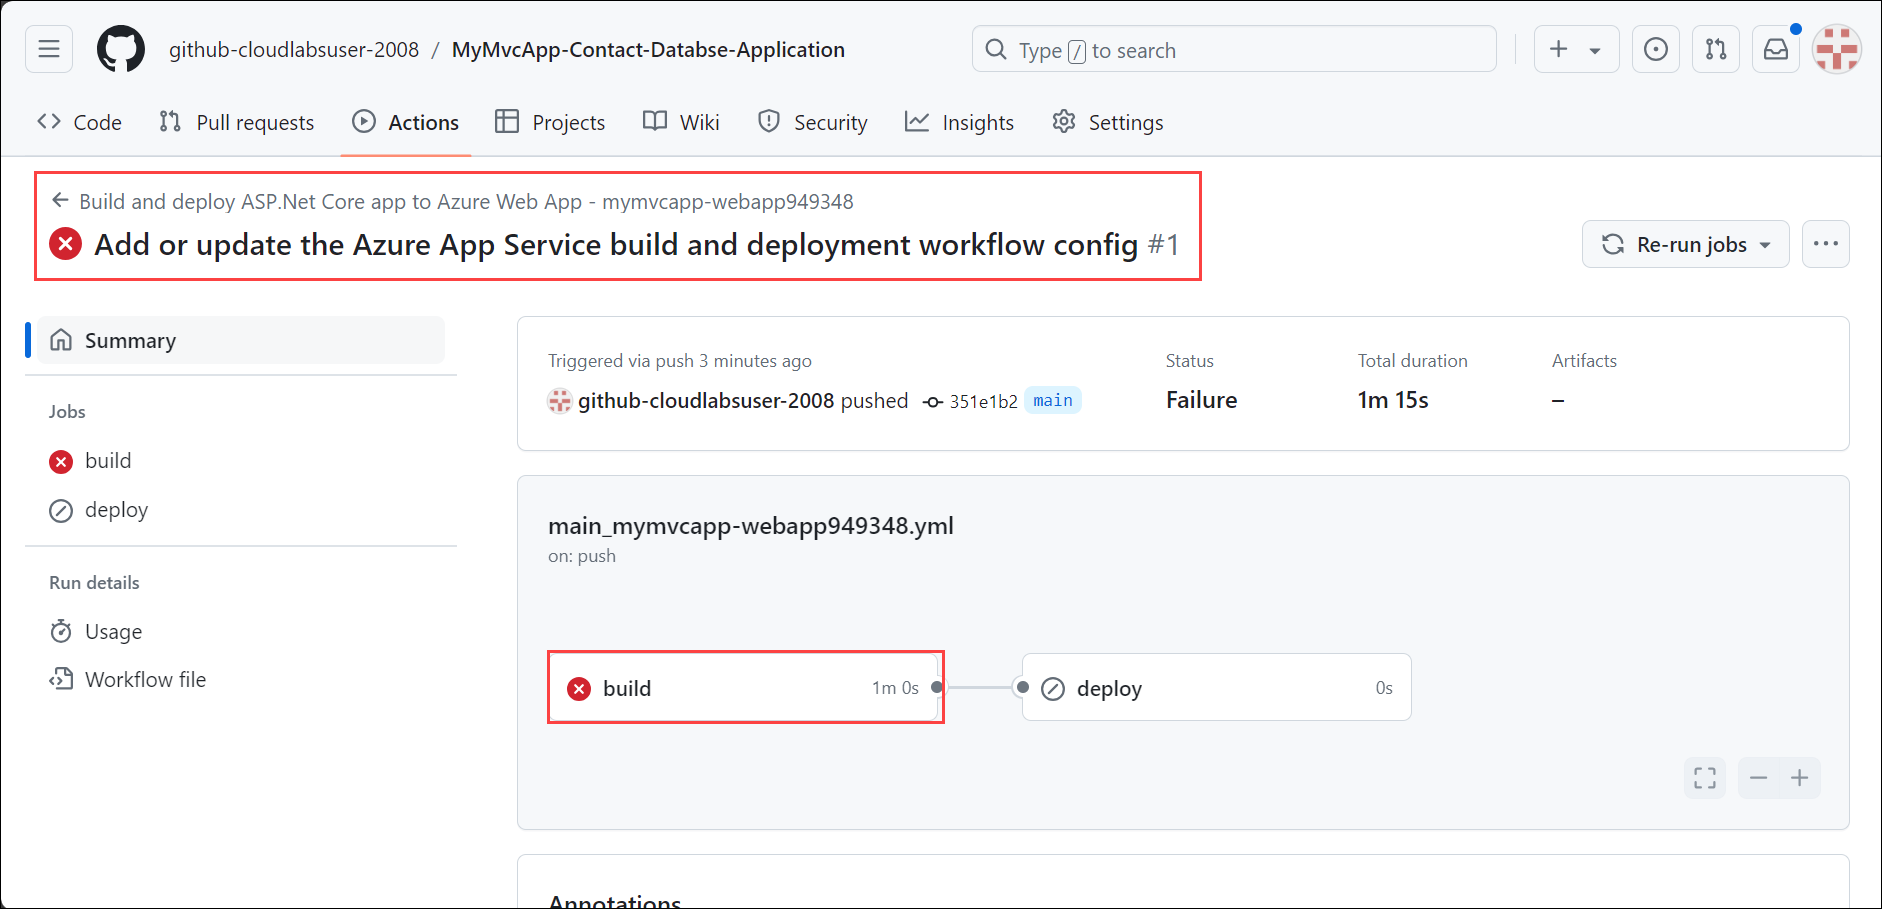 github-cloudlabsuser-2008 / MyMvcApp-Contact-Databse-Application
Type / to search
Code Pull requests Actions Projects Wiki Security Insights Settings
Build and deploy ASP.Net Core app to Azure Web App - mymvcapp-webapp949348
Add or update the Azure App Service build and deployment workflow config #1
Re-run jobs
Summary
Jobs
build
deploy
Run details
Usage
Workflow file
Triggered via push 3 minutes ago
github-cloudlabsuser-2008 pushed 351e1b2 main
Status
Failure
Total duration
1m 15s
Artifacts
–
main_mymvcapp-webapp949348.yml
on: push
build 1m 0s
deploy 0s
Annotations